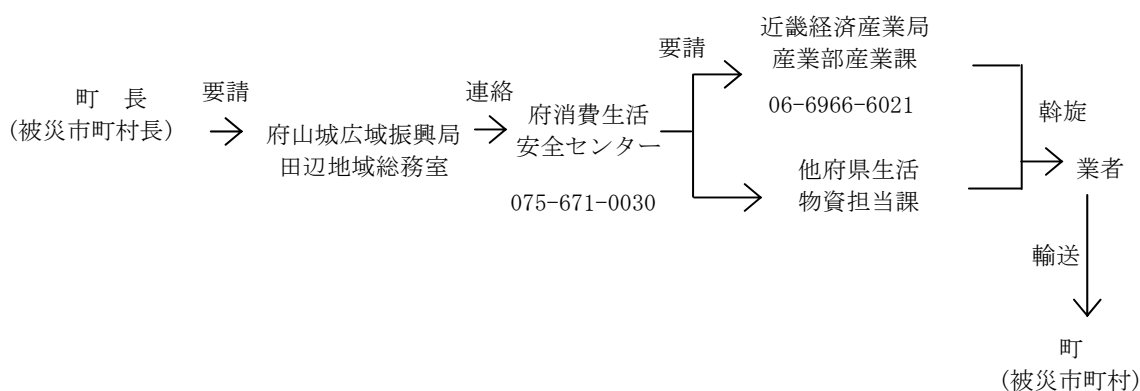 町　長
(被災市町村長)
要請
府山城広域振興局
田辺地域総務室
連絡
府消費生活
安全センター
075-671-0030
要請
近畿経済産業局
産業部産業課
06-6966-6021
他府県生活
物資担当課
斡旋
業者
輸送
町
(被災市町村)